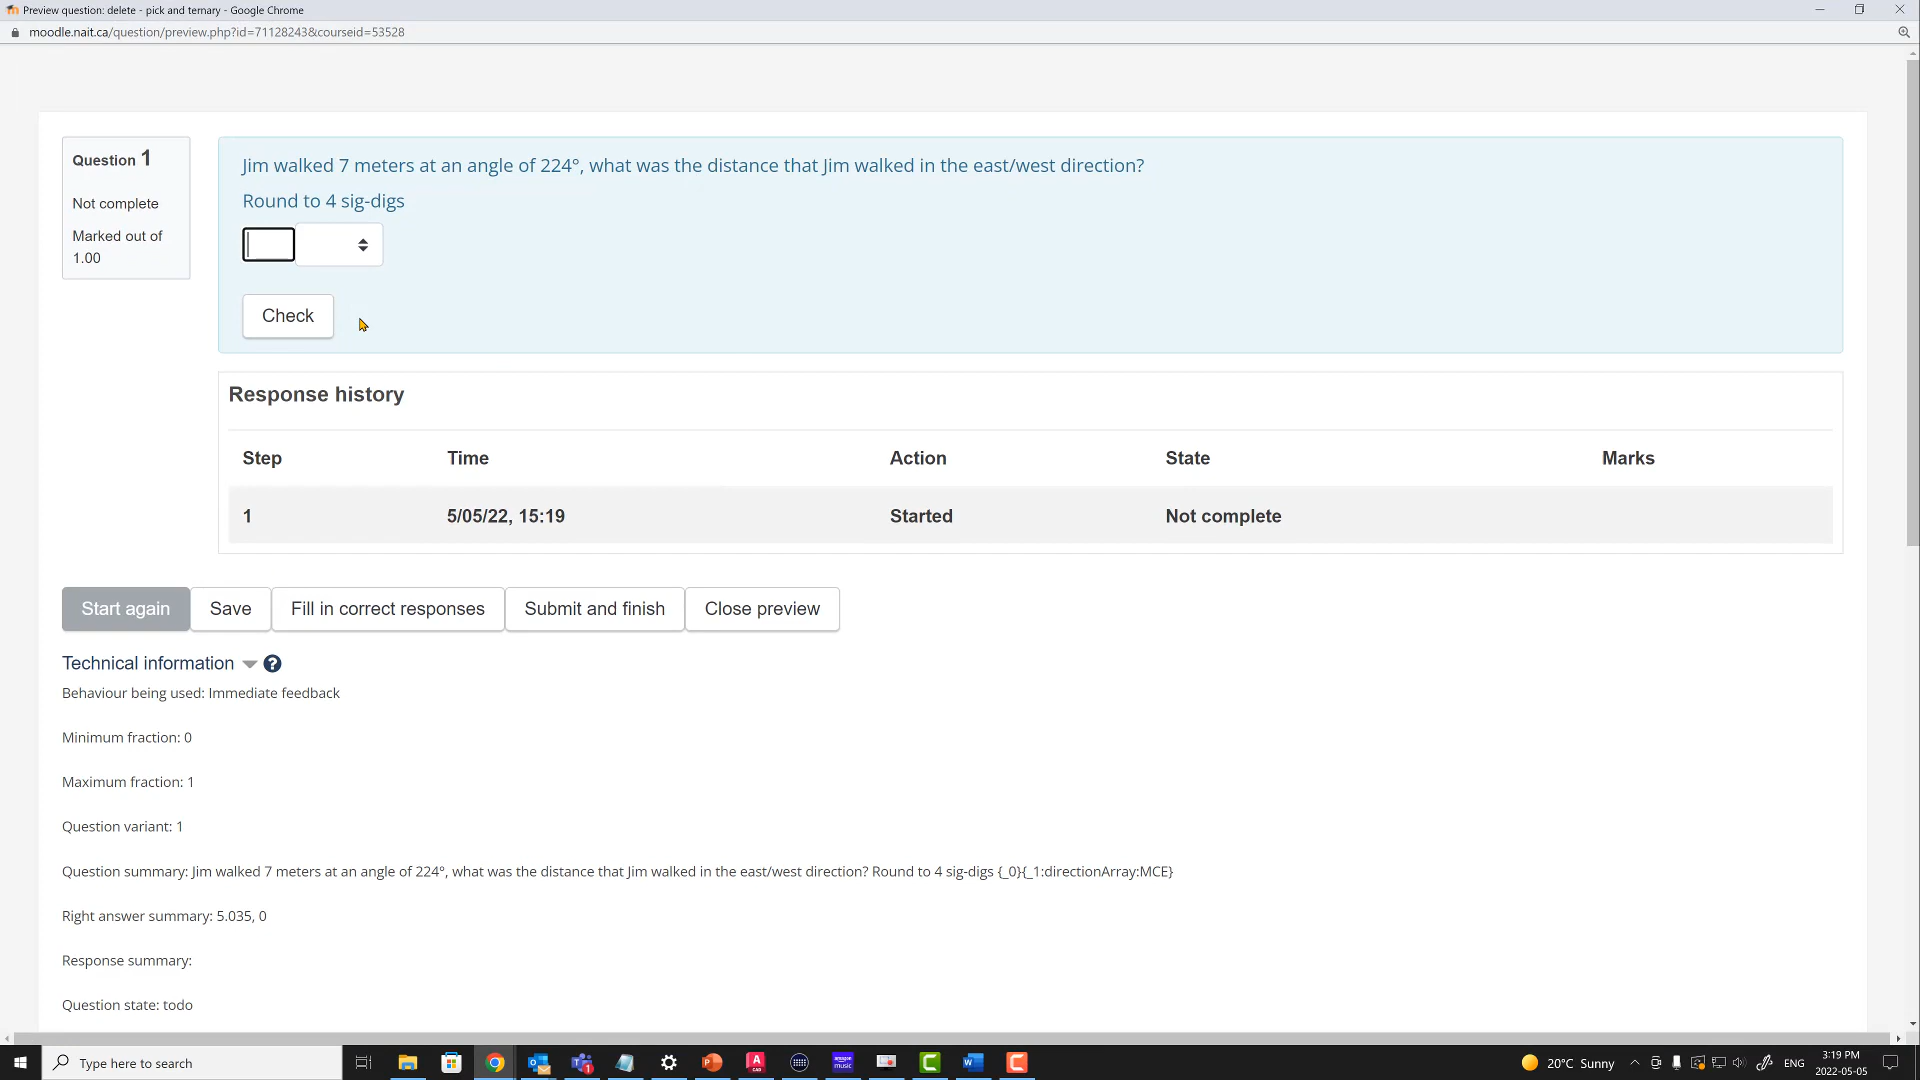 Preview question: delete - pick and ternary - Google Chrome
moodle.nait.ca/question/preview.php?id=71128243&courseid=53528
Question 1
Not complete
Marked out of
1.00
Jim walked 7 meters at an angle of 224°, what was the distance that Jim walked in the east/west direction?
Round to 4 sig-digs
Check
Response history
Step Time Action State Marks
1 5/05/22, 15:19 Started Not complete
Start again Save Fill in correct responses Submit and finish Close preview
Technical information ?
Behaviour being used: Immediate feedback
Minimum fraction: 0
Maximum fraction: 1
Question variant: 1
Question summary: Jim walked 7 meters at an angle of 224°, what was the distance that Jim walked in the east/west direction? Round to 4 sig-digs {_0}{_1:directionArray:MCE}
Right answer summary: 5.035, 0
Response summary:
Question state: todo
Type here to search
20°C Sunny
ENG
3:19 PM
2022-05-05